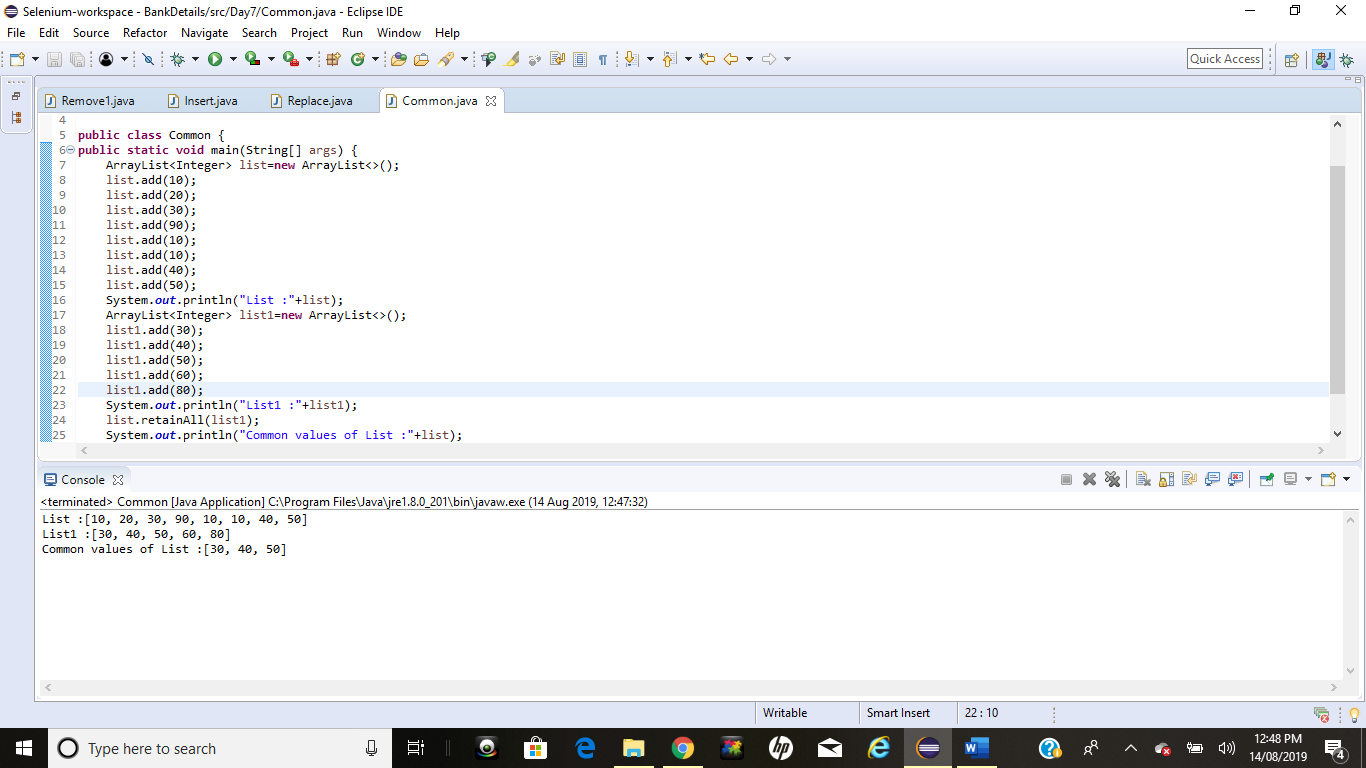 Selenium-workspace - BankDetails/src/Day7/Common.java - Eclipse IDE
File Edit Source Refactor Navigate Search Project Run Window Help
Quick Access
Remove1.java Insert.java Replace.java Common.java
4
5 public class Common {
6 public static void main(String[] args) {
7 ArrayList<Integer> list=new ArrayList<>();
8 list.add(10);
9 list.add(20);
10 list.add(30);
11 list.add(90);
12 list.add(10);
13 list.add(10);
14 list.add(40);
15 list.add(50);
16 System.out.println("List :"+list);
17 ArrayList<Integer> list1=new ArrayList<>();
18 list1.add(30);
19 list1.add(40);
20 list1.add(50);
21 list1.add(60);
22 list1.add(80);
23 System.out.println("List1 :"+list1);
24 list.retainAll(list1);
25 System.out.println("Common values of List :"+list);
Console
<terminated> Common [Java Application] C:\Program Files\Java\jre1.8.0_201\bin\javaw.exe (14 Aug 2019, 12:47:32)
List :[10, 20, 30, 90, 10, 10, 40, 50]
List1 :[30, 40, 50, 60, 80]
Common values of List :[30, 40, 50]
Writable Smart Insert 22 : 10
Type here to search
12:48 PM
14/08/2019
4